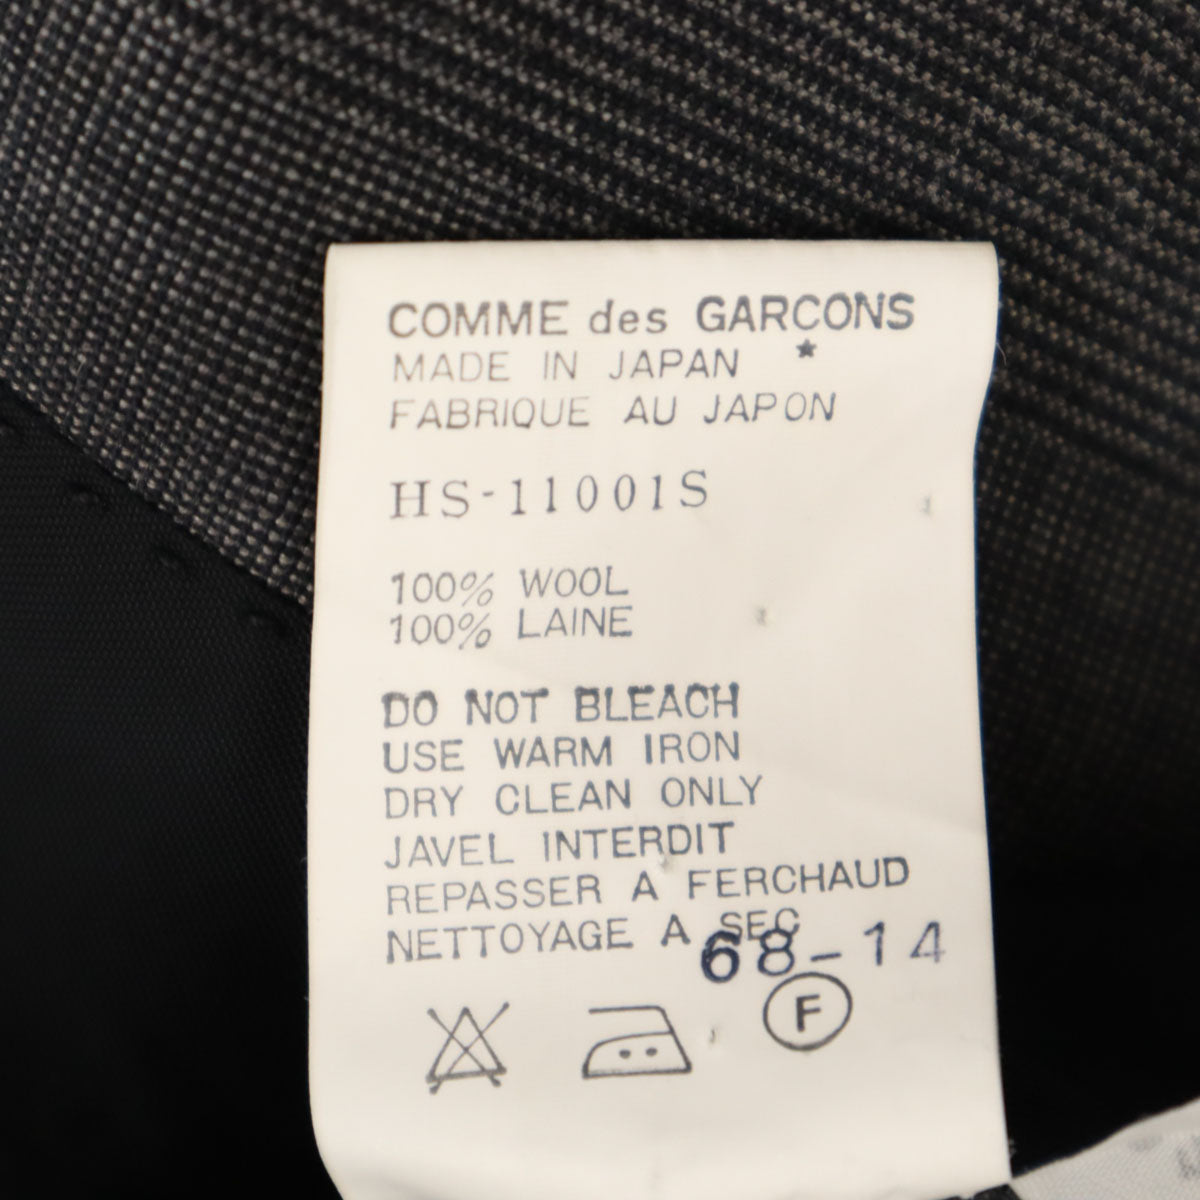 COMME des GARCONS
MADE IN JAPAN *
FABRIQUE AU JAPON
HS-11001S
100% WOOL
100% LAINE
DO NOT BLEACH
USE WARM IRON
DRY CLEAN ONLY
JAVEL INTERDIT
REPASSER A FERCHAUD
NETTOYAGE A SEC
68-14
F